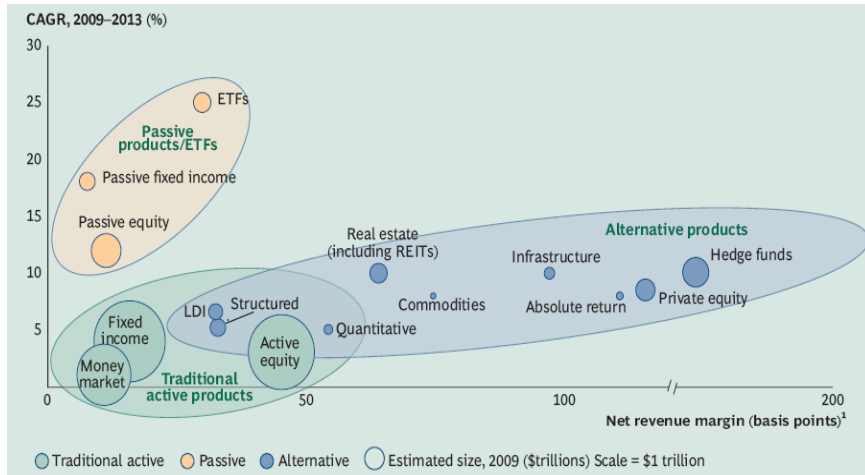 CAGR, 2009–2013 (%)
30
25
20
15
10
5
ETFs
Passive
products/ETFs
Passive fixed income
Passive equity
Real estate
(including REITs)
Alternative products
Infrastructure
Hedge funds
Commodities
Absolute return
Private equity
LDI
Structured
Quantitative
Fixed
income
Active
equity
Money
market
Traditional
active products
0
50
100
200
Net revenue margin (basis points)¹
Traditional active
Passive
Alternative
Estimated size, 2009 ($trillions) Scale = $1 trillion